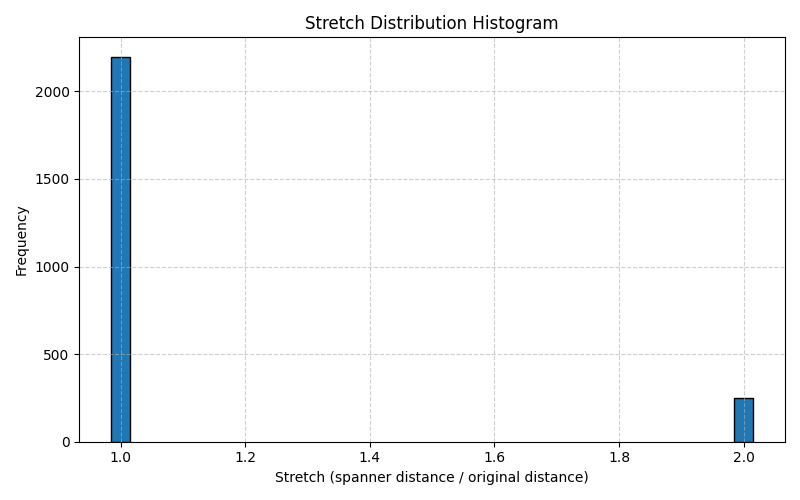 Stretch Distribution Histogram
Frequency
2000
1500
1000
500
0
1.0 1.2 1.4 1.6 1.8 2.0
Stretch (spanner distance / original distance)